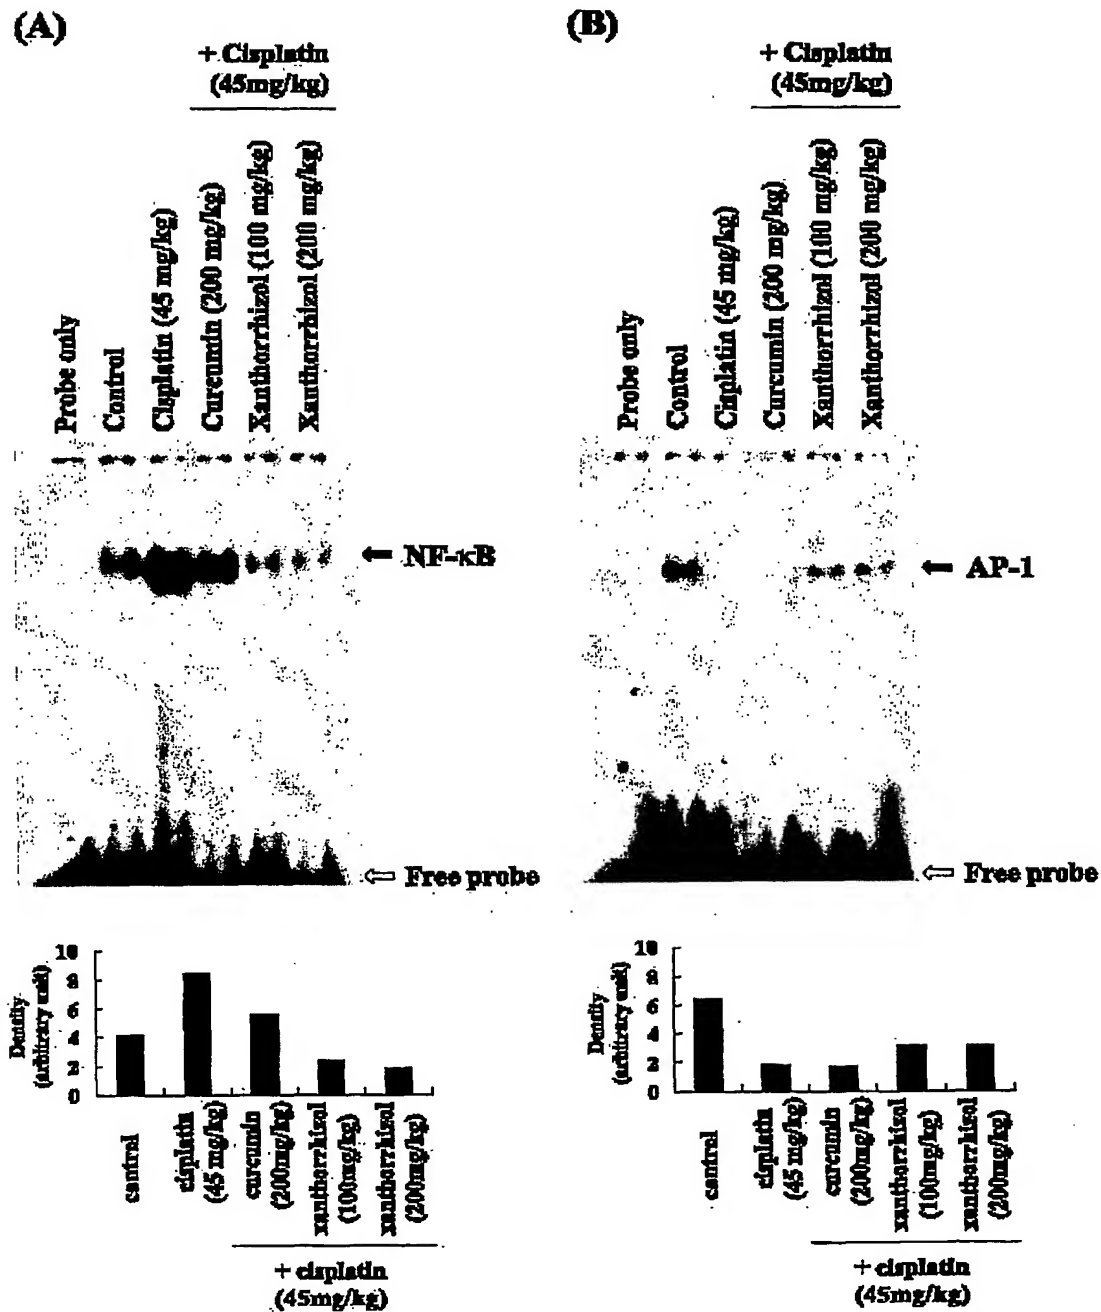 (A)
+ Cisplatin
(45mg/kg)
Probe only
Control
Cisplatin (45 mg/kg)
Curcumin (200 mg/kg)
Xanthorrhizol (100 mg/kg)
Xanthorrhizol (200 mg/kg)
NF-κB
Free probe
Density
(arbitrary unit)
10
8
6
4
2
0
control
cisplatin
(45 mg/kg)
curcumin
(200mg/kg)
xanthorrhizol
(100mg/kg)
xanthorrhizol
(200mg/kg)
+ cisplatin
(45mg/kg)
(B)
+ Cisplatin
(45mg/kg)
Probe only
Control
Cisplatin (45 mg/kg)
Curcumin (200 mg/kg)
Xanthorrhizol (100 mg/kg)
Xanthorrhizol (200 mg/kg)
AP-1
Free probe
Density
(arbitrary unit)
10
8
6
4
2
0
control
cisplatin
(45 mg/kg)
curcumin
(200mg/kg)
xanthorrhizol
(100mg/kg)
xanthorrhizol
(200mg/kg)
+ cisplatin
(45mg/kg)